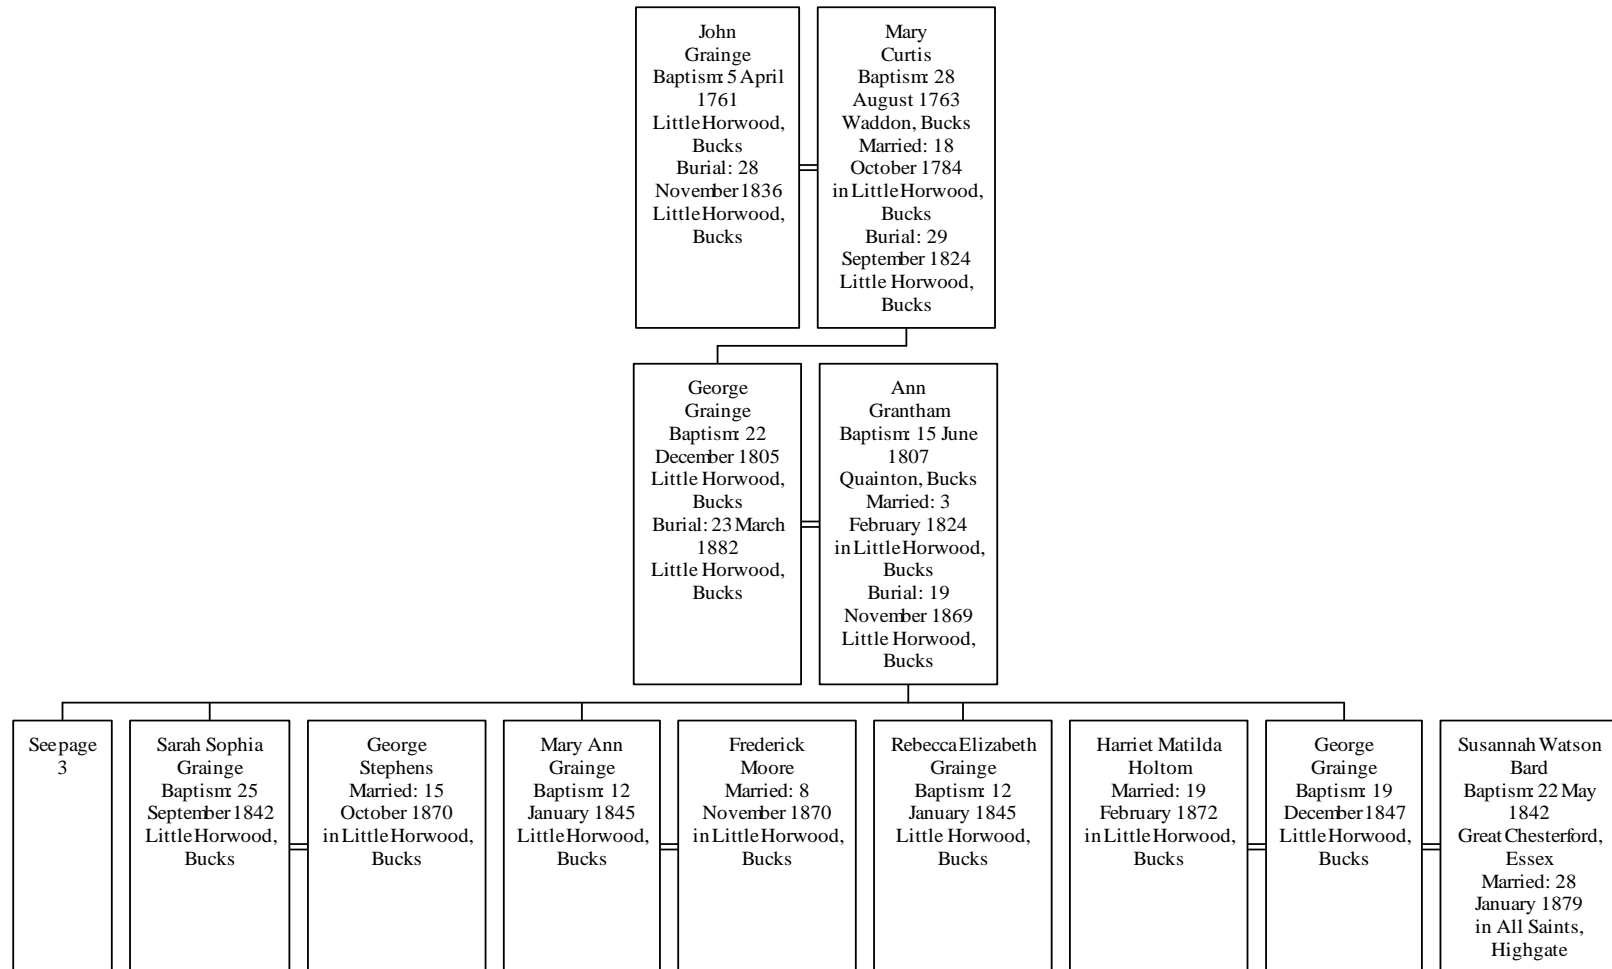 John
Grainge
Baptism: 5 April
1761
Little Horwood,
Bucks
Burial: 28
November 1836
Little Horwood,
Bucks
Mary
Curtis
Baptism: 28
August 1763
Waddon, Bucks
Married: 18
October 1784
in Little Horwood,
Bucks
Burial: 29
September 1824
Little Horwood,
Bucks
George
Grainge
Baptism: 22
December 1805
Little Horwood,
Bucks
Burial: 23 March
1882
Little Horwood,
Bucks
Ann
Grantham
Baptism: 15 June
1807
Quainton, Bucks
Married: 3
February 1824
in Little Horwood,
Bucks
Burial: 19
November 1869
Little Horwood,
Bucks
See page
3
Sarah Sophia
Grainge
Baptism: 25
September 1842
Little Horwood,
Bucks
George
Stephens
Married: 15
October 1870
in Little Horwood,
Bucks
Mary Ann
Grainge
Baptism: 12
January 1845
Little Horwood,
Bucks
Frederick
Moore
Married: 8
November 1870
in Little Horwood,
Bucks
Rebecca Elizabeth
Grainge
Baptism: 12
January 1845
Little Horwood,
Bucks
Harriet Matilda
Holtom
Married: 19
February 1872
in Little Horwood,
Bucks
George
Grainge
Baptism: 19
December 1847
Little Horwood,
Bucks
Susannah Watson
Bard
Baptism: 22 May
1842
Great Chesterford,
Essex
Married: 28
January 1879
in All Saints,
Highgate